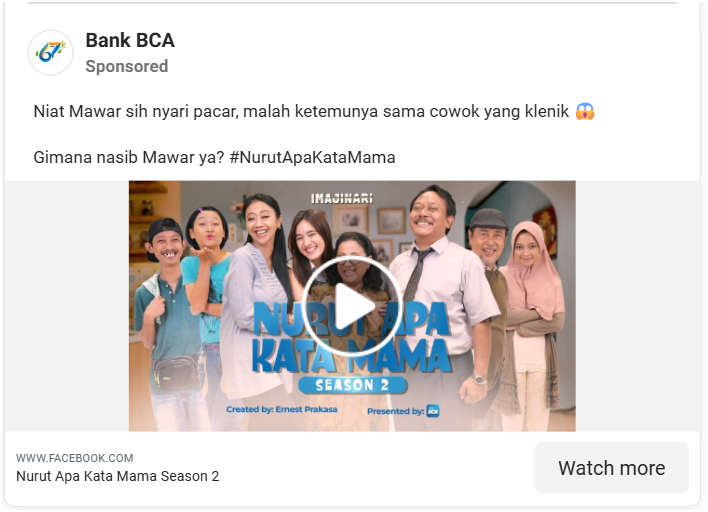 67
Bank BCA
Sponsored
Niat Mawar sih nyari pacar, malah ketemunya sama cowok yang klenik 😱
Gimana nasib Mawar ya? #NurutApaKataMama
IMAJINARI
NURUT APA
KATA MAMA
SEASON 2
Created by: Ernest Prakasa
Presented by: BCA
WWW.FACEBOOK.COM
Nurut Apa Kata Mama Season 2
Watch more